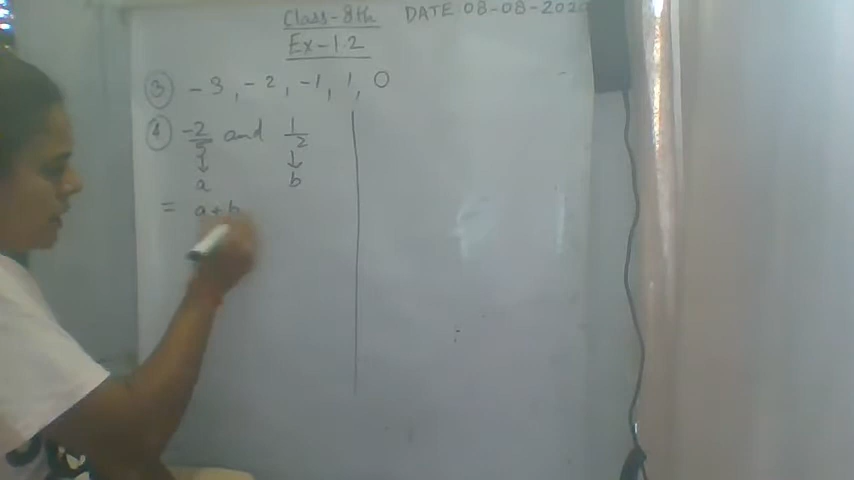 Class-8th DATE 08-08-2020
Ex-1.2
③ -3, -2, -1, 1, 0
④ -2/5 and 1/2
↓ ↓
a b
= a+b